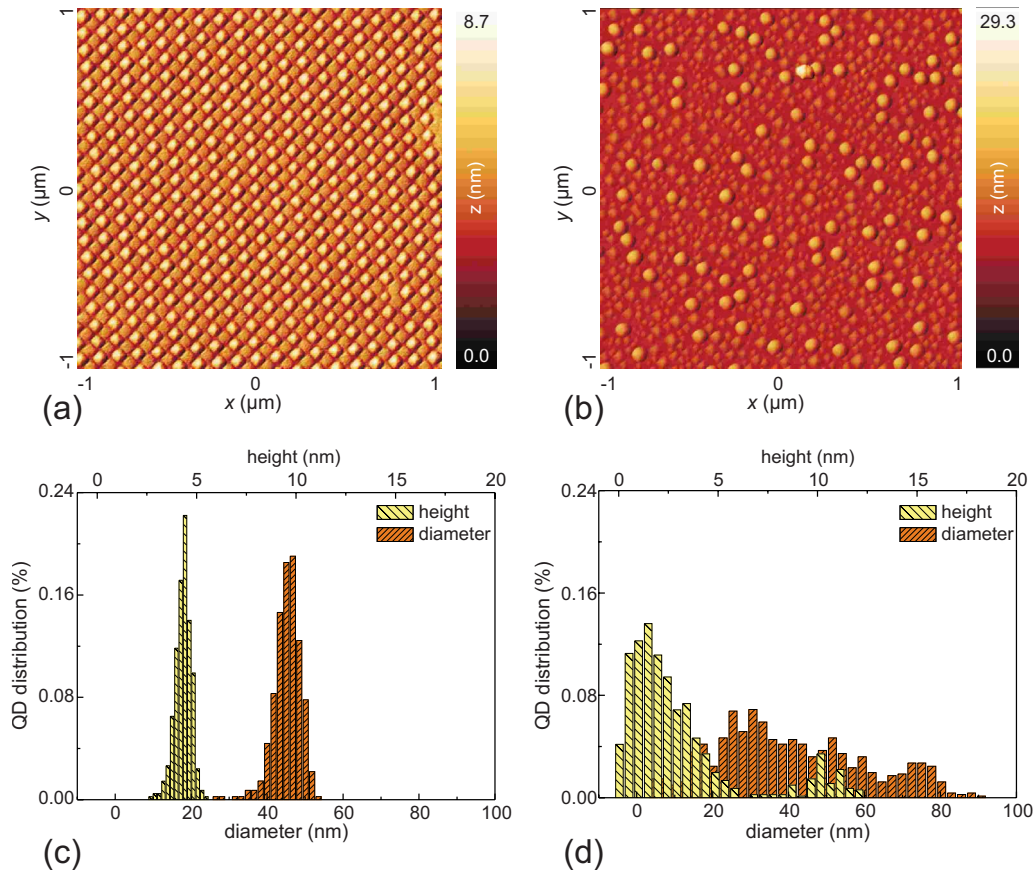 1
8.7
y (µm)
0
z (nm)
-1
0.0
-1
0
1
x (µm)
(a)
1
29.3
y (µm)
0
z (nm)
-1
0.0
-1
0
1
x (µm)
(b)
height (nm)
0
5
10
15
20
0.24
0.16
0.08
0.00
QD distribution (%)
height
diameter
0
20
40
60
80
100
diameter (nm)
(c)
height (nm)
0
5
10
15
20
0.24
0.16
0.08
0.00
QD distribution (%)
height
diameter
0
20
40
60
80
100
diameter (nm)
(d)